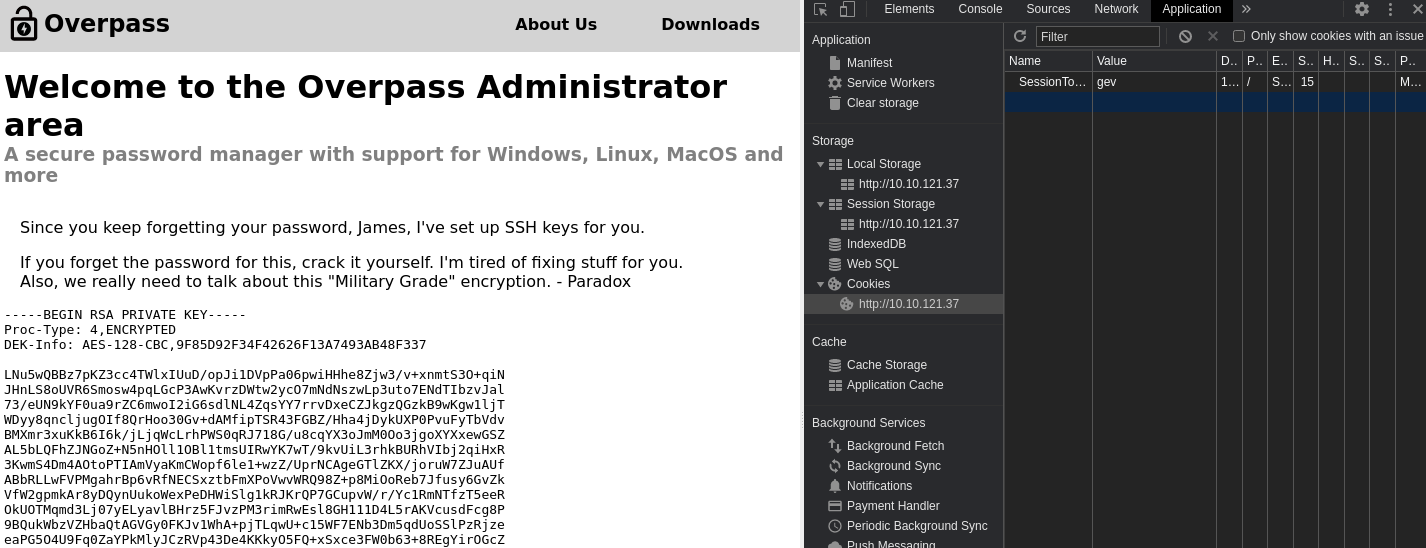 Overpass
About Us
Downloads
Welcome to the Overpass Administrator
area
A secure password manager with support for Windows, Linux, MacOS and
more
Since you keep forgetting your password, James, I've set up SSH keys for you.
If you forget the password for this, crack it yourself. I'm tired of fixing stuff for you.
Also, we really need to talk about this "Military Grade" encryption. - Paradox
-----BEGIN RSA PRIVATE KEY-----
Proc-Type: 4,ENCRYPTED
DEK-Info: AES-128-CBC,9F85D92F34F42626F13A7493AB48F337
LNu5wQBBz7pKZ3cc4TWlxIUuD/opJi1DVpPa06pwiHHhe8Zjw3/v+xnmtS3O+qiN
JHnLS8oUVR6Smosw4pqLGcP3AwKvrzDWtw2ycO7mNdNszwLp3uto7ENdTIbzvJal
73/eUN9kYF0ua9rZC6mwoI2iG6sdlNL4ZqsYY7rrvDxeCZJkgzQGzkB9wKgw1ljT
WDyy8qncljugOIf8QrHoo30Gv+dAMfipTSR43FGBZ/Hha4jDykUXP0PvuFyTbVdv
BMXmr3xuKkB6I6k/jLjqWcLrhPWS0qRJ718G/u8cqYX3oJmM0Oo3jgoXYXxewGSZ
AL5bLQFhZJNGoZ+N5nHOll1OBl1tmsUIRwYK7wT/9kvUiL3rhkBURhVIbj2qiHxR
3KwmS4Dm4AOtoPTIAmVyaKmCWopf6le1+wzZ/UprNCAgeGTlZKX/joruW7ZJuAUf
ABbRLLwFVPMgahrBp6vRfNECSxztbFmXPoVwvWRQ98Z+p8MiOoReb7Jfusy6GvZk
VfW2gpmkAr8yDQynUukoWexPeDHWiSlg1kRJKrQP7GCupvW/r/Yc1RmNTfzT5eeR
OkUOTMqmd3Lj07yELyavlBHrz5FJvzPM3rimRwEsl8GH111D4L5rAKVcusdFcg8P
9BQukWbzVZHbaQtAGVGy0FKJv1WhA+pjTLqwU+c15WF7ENb3Dm5qdUoSSlPzRjze
eaPG5O4U9Fq0ZaYPkMlyJCzRVp43De4KKkyO5FQ+xSxce3FW0b63+8REgYirOGcZ
Elements
Console
Sources
Network
Application
»
Application
Manifest
Service Workers
Clear storage
Storage
Local Storage
http://10.10.121.37
Session Storage
http://10.10.121.37
IndexedDB
Web SQL
Cookies
http://10.10.121.37
Cache
Cache Storage
Application Cache
Background Services
Background Fetch
Background Sync
Notifications
Payment Handler
Periodic Background Sync
Push Messaging
Filter
Only show cookies with an issue
Name Value D.. P.. E.. S.. H.. S.. S.. P..
SessionTo... gev 1... / S... 15 M...